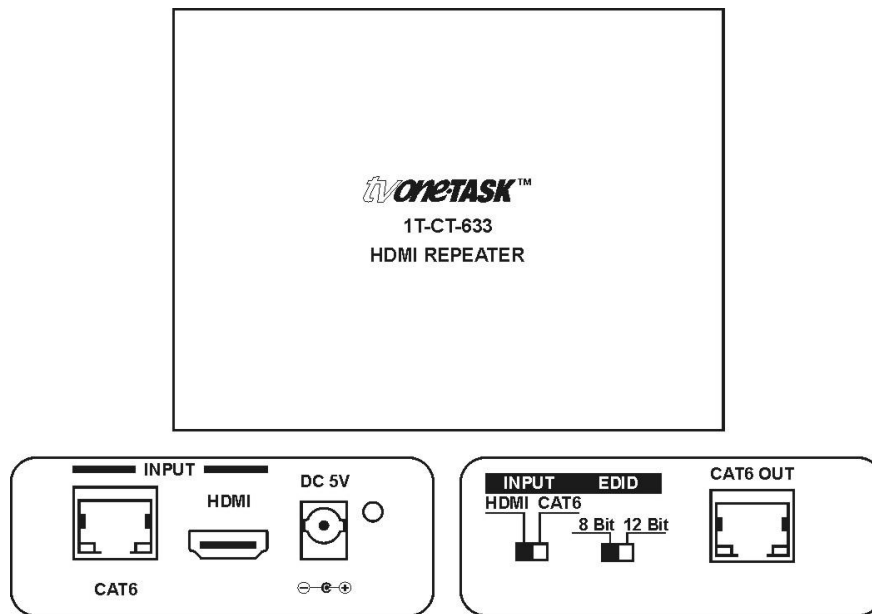 tvone-TASK™
1T-CT-633
HDMI REPEATER
INPUT
HDMI
DC 5V
CAT6
INPUT EDID
HDMI CAT6
8 Bit 12 Bit
CAT6 OUT